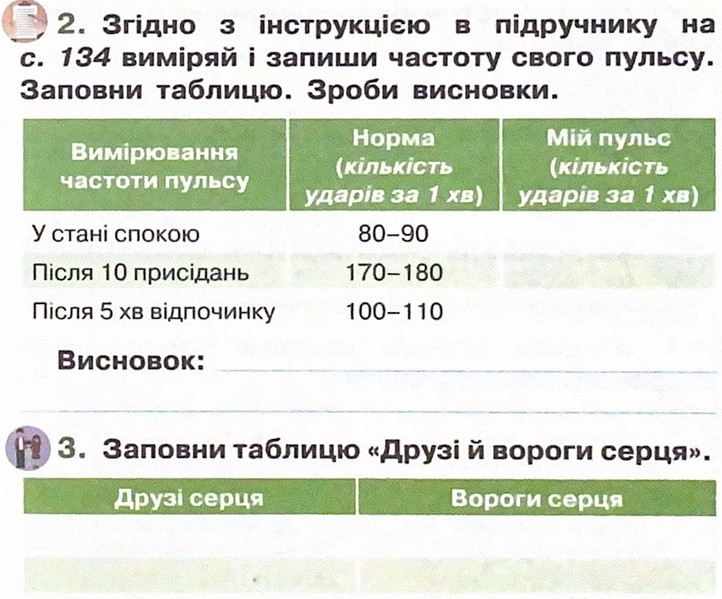 2. Згідно з інструкцією в підручнику на
с. 134 виміряй і запиши частоту свого пульсу.
Заповни таблицю. Зроби висновки.
Вимірювання частоти пульсу | Норма (кількість ударів за 1 хв) | Мій пульс (кількість ударів за 1 хв)
У стані спокою 80–90
Після 10 присідань 170–180
Після 5 хв відпочинку 100–110
Висновок:
3. Заповни таблицю «Друзі й вороги серця».
Друзі серця Вороги серця